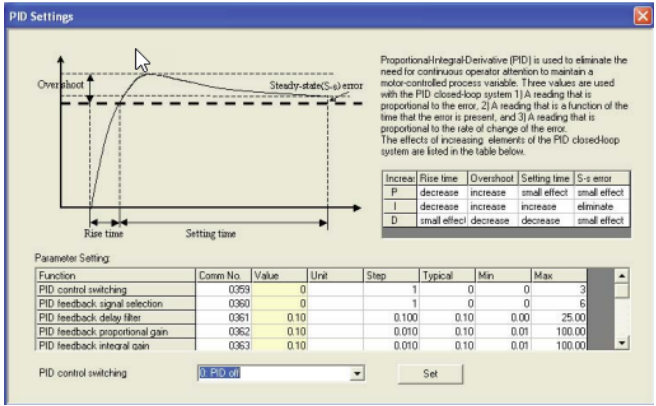 PID Settings
Overshoot
Steady-state(S-s) error
Rise time
Setting time
Proportional-Integral-Derivative (PID) is used to eliminate the
need for continuous operator attention to maintain a
motor-controlled process variable. Three values are used
with the PID closed-loop system 1) A reading that is
proportional to the error, 2) A reading that is a function of the
time that the error is present, and 3) A reading that is
proportional to the rate of change of the error.
The effects of increasing elements of the PID closed-loop
system are listed in the table below.
Increas Rise time Overshoot Setting time S-s error
P decrease increase small effect small effect
I decrease increase increase eliminate
D small effect decrease decrease small effect
Parameter Setting:
Function Comm No. Value Unit Step Typical Min Max
PID control switching 0359 0 1 0 0 3
PID feedback signal selection 0360 0 1 0 0 6
PID feedback delay filter 0361 0.10 0.100 0.10 0.00 25.00
PID feedback proportional gain 0362 0.10 0.010 0.10 0.01 100.00
PID feedback integral gain 0363 0.10 0.010 0.10 0.01 100.00
PID control switching 0: PID off Set